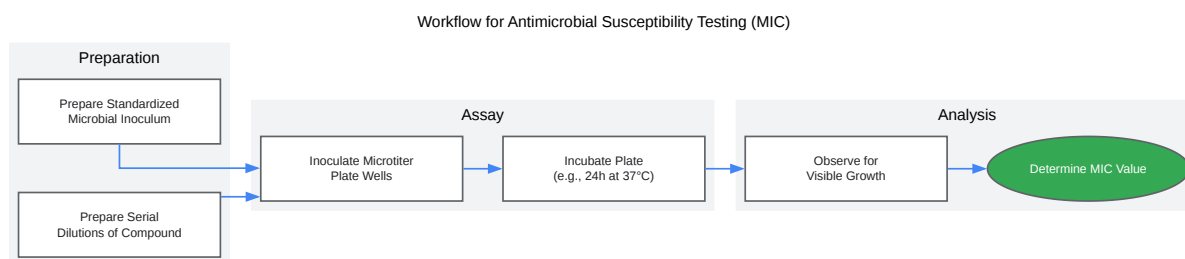 Workflow for Antimicrobial Susceptibility Testing (MIC)
Preparation
Prepare Standardized
Microbial Inoculum
Prepare Serial
Dilutions of Compound
Assay
Inoculate Microtiter
Plate Wells
Incubate Plate
(e.g., 24h at 37°C)
Analysis
Observe for
Visible Growth
Determine MIC Value